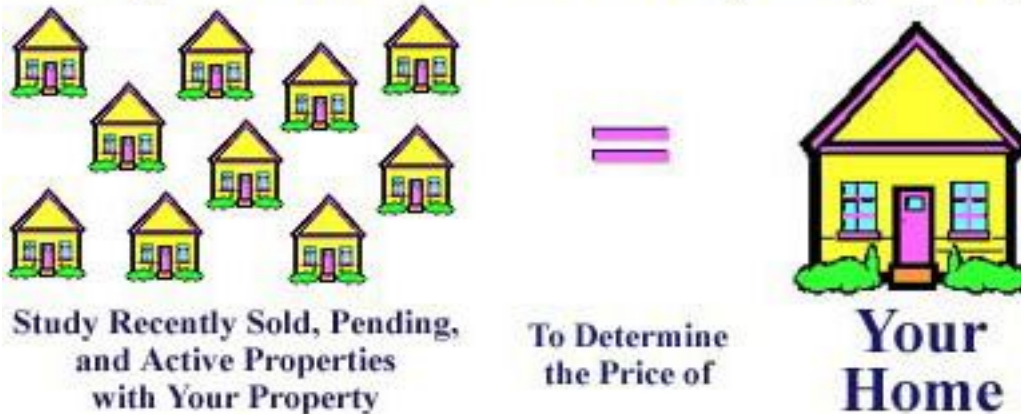 Study Recently Sold, Pending,
and Active Properties
with Your Property
To Determine
the Price of
Your
Home